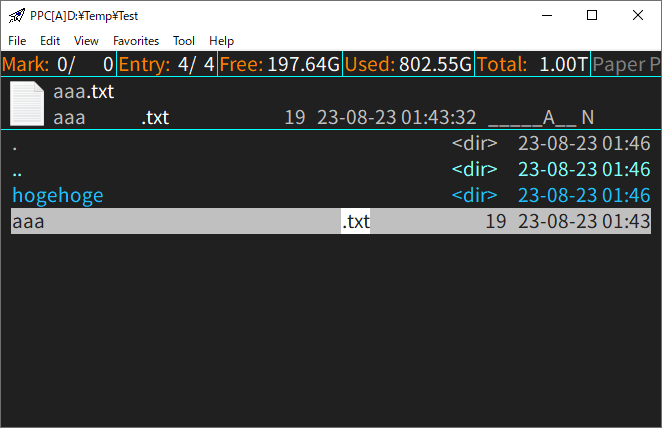 PPC[A]D:¥Temp¥Test
File Edit View Favorites Tool Help
Mark: 0/ 0 Entry: 4/ 4 Free: 197.64G Used: 802.55G Total: 1.00T Paper P
aaa.txt
aaa .txt 19 23-08-23 01:43:32 _____A__ N
. <dir> 23-08-23 01:46
.. <dir> 23-08-23 01:46
hogehoge <dir> 23-08-23 01:46
aaa .txt 19 23-08-23 01:43